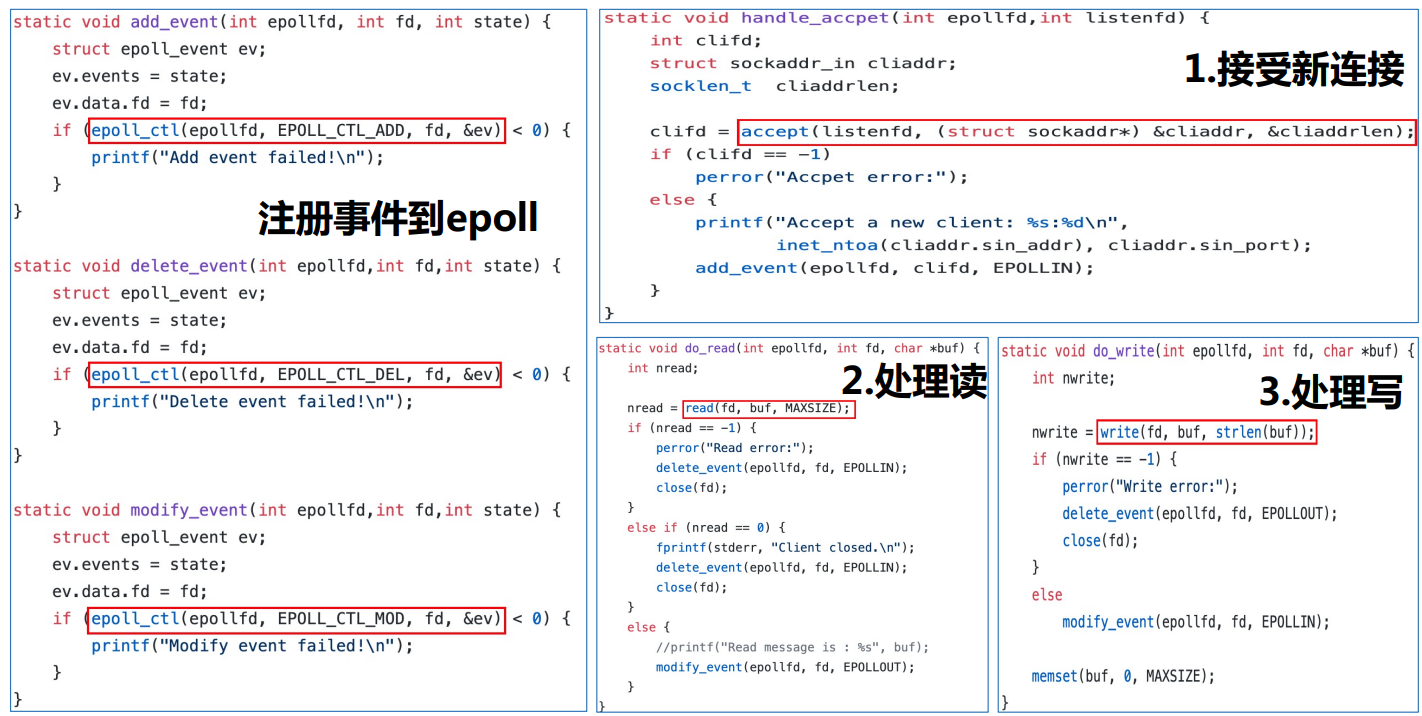 static void add_event(int epollfd, int fd, int state) {
    struct epoll_event ev;
    ev.events = state;
    ev.data.fd = fd;
    if (epoll_ctl(epollfd, EPOLL_CTL_ADD, fd, &ev) < 0) {
        printf("Add event failed!\n");
    }
}
注册事件到epoll
static void delete_event(int epollfd,int fd,int state) {
    struct epoll_event ev;
    ev.events = state;
    ev.data.fd = fd;
    if (epoll_ctl(epollfd, EPOLL_CTL_DEL, fd, &ev) < 0) {
        printf("Delete event failed!\n");
    }
}
static void modify_event(int epollfd,int fd,int state) {
    struct epoll_event ev;
    ev.events = state;
    ev.data.fd = fd;
    if (epoll_ctl(epollfd, EPOLL_CTL_MOD, fd, &ev) < 0) {
        printf("Modify event failed!\n");
    }
}
static void handle_accpet(int epollfd,int listenfd) {
    int clifd;
    struct sockaddr_in cliaddr;
    socklen_t  cliaddrlen;
1.接受新连接
    clifd = accept(listenfd, (struct sockaddr*) &cliaddr, &cliaddrlen);
    if (clifd == -1)
        perror("Accpet error:");
    else {
        printf("Accept a new client: %s:%d\n",
               inet_ntoa(cliaddr.sin_addr), cliaddr.sin_port);
        add_event(epollfd, clifd, EPOLLIN);
    }
}
static void do_read(int epollfd, int fd, char *buf) {
    int nread;
2.处理读
    nread = read(fd, buf, MAXSIZE);
    if (nread == -1) {
        perror("Read error:");
        delete_event(epollfd, fd, EPOLLIN);
        close(fd);
    }
    else if (nread == 0) {
        fprintf(stderr, "Client closed.\n");
        delete_event(epollfd, fd, EPOLLIN);
        close(fd);
    }
    else {
        //printf("Read message is : %s", buf);
        modify_event(epollfd, fd, EPOLLOUT);
    }
}
static void do_write(int epollfd, int fd, char *buf) {
    int nwrite;
3.处理写
    nwrite = write(fd, buf, strlen(buf));
    if (nwrite == -1) {
        perror("Write error:");
        delete_event(epollfd, fd, EPOLLOUT);
        close(fd);
    }
    else
        modify_event(epollfd, fd, EPOLLIN);
    memset(buf, 0, MAXSIZE);
}